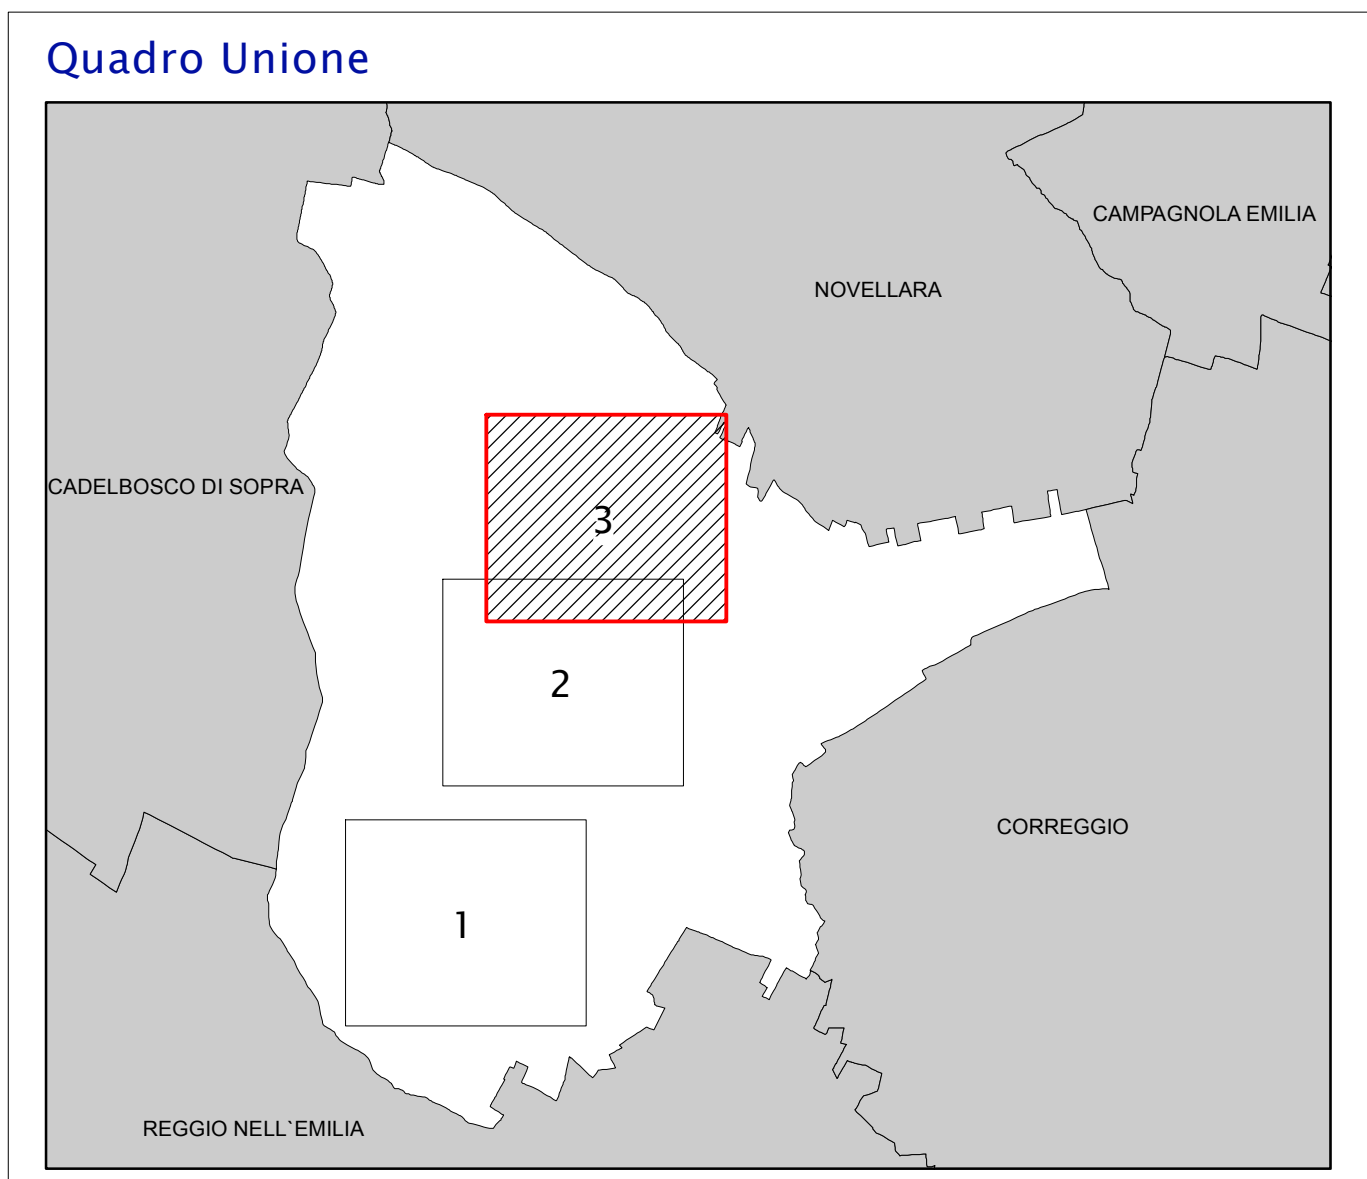 Quadro Unione
CAMPAGNOLA EMILIA
NOVELLARA
CADELBOSCO DI SOPRA
3
2
CORREGGIO
1
REGGIO NELL`EMILIA